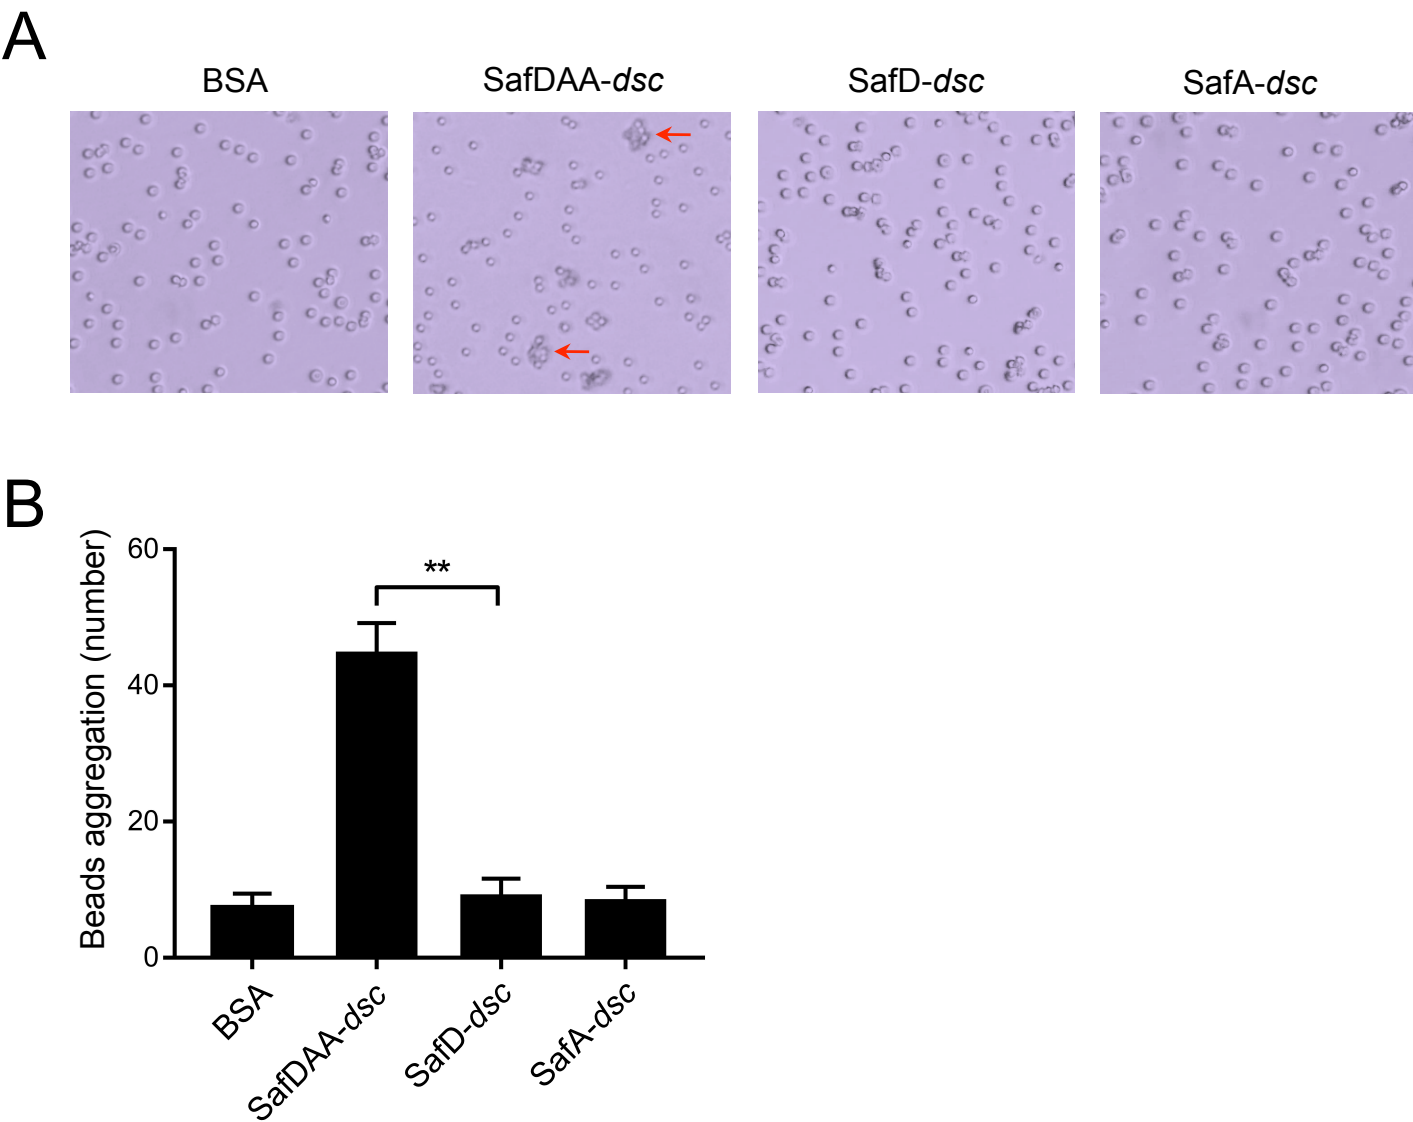 A
BSA
SafDAA-dsc
SafD-dsc
SafA-dsc
B
Beads aggregation (number)
60
40
20
0
**
BSA
SafDAA-dsc
SafD-dsc
SafA-dsc